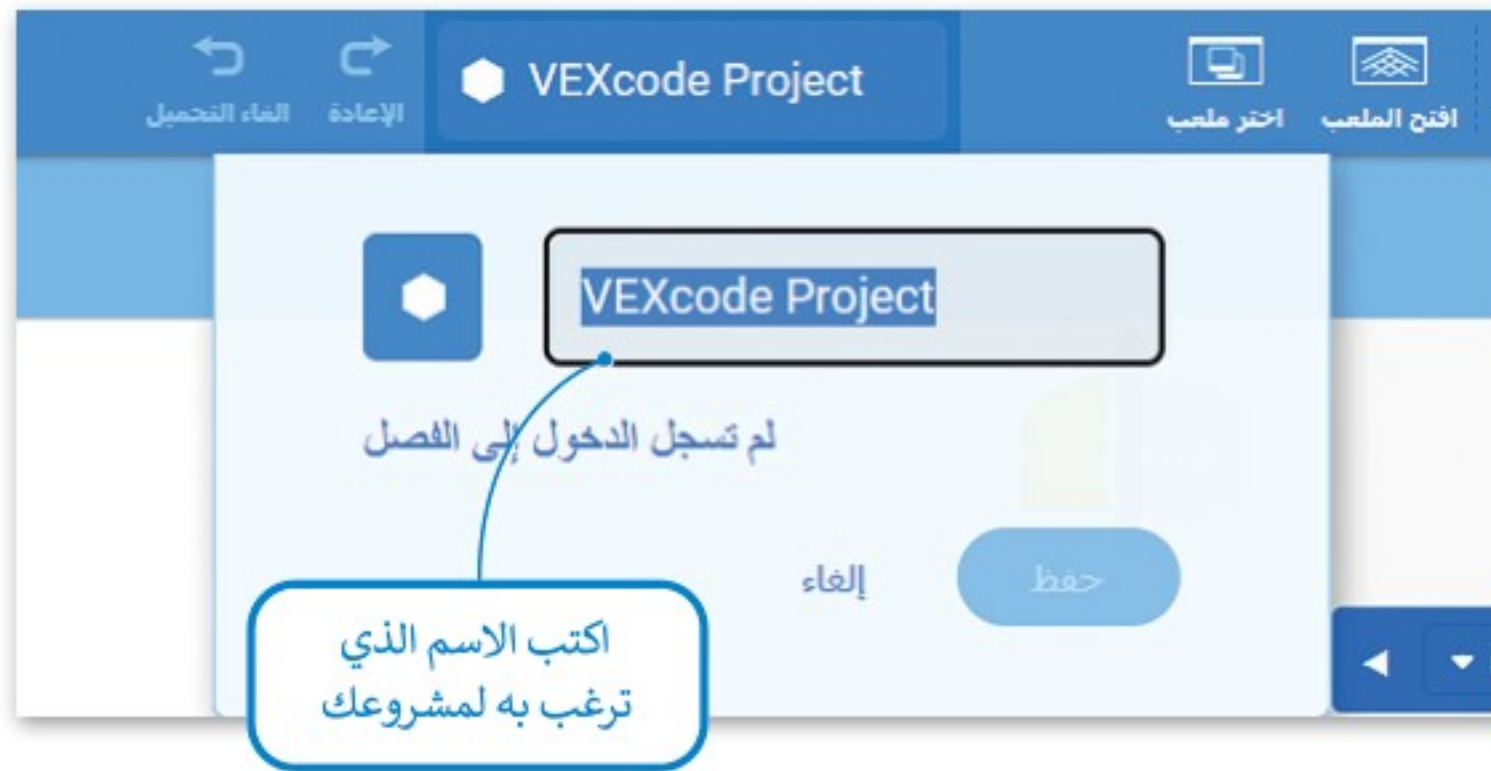 افتح الملعب
اختر ملعب
VEXcode Project
الإعادة
الغاء التحميل
VEXcode Project
لم تسجل الدخول إلى الفصل
حفظ
إلغاء
اكتب الاسم الذي
ترغب به لمشروعك